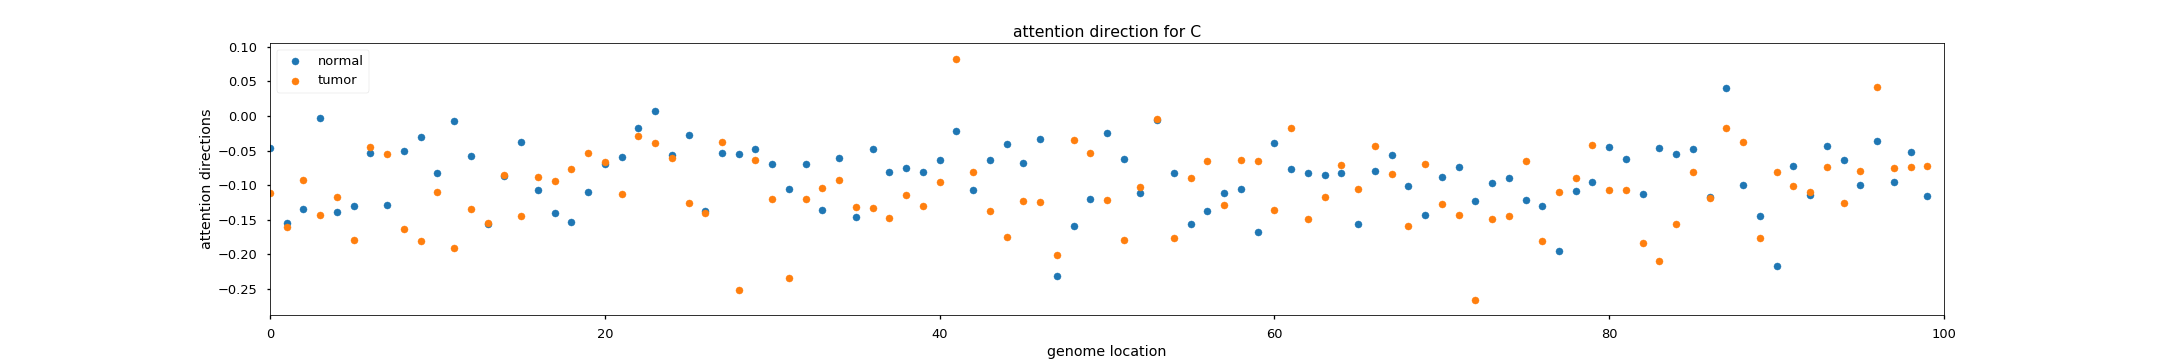 attention direction for C
normal
tumor
attention directions
0.10
0.05
0.00
−0.05
−0.10
−0.15
−0.20
−0.25
0 20 40 60 80 100
genome location